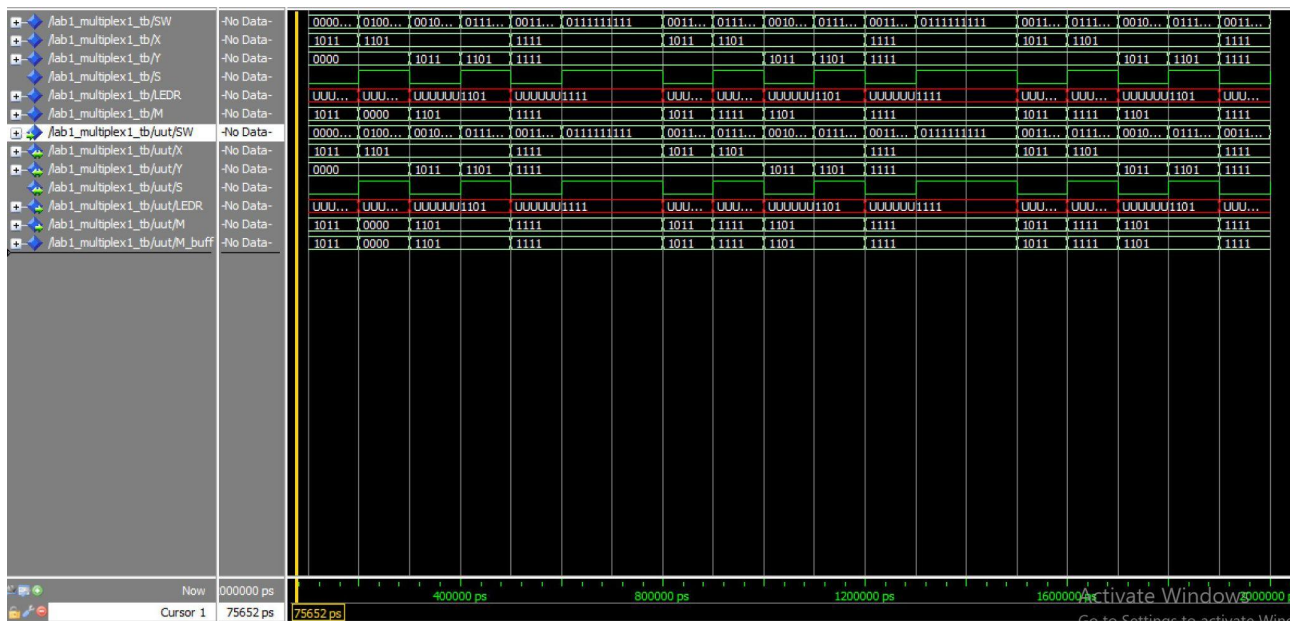 /lab1_multiplex1_tb/SW -No Data- 0000... 0100... 0010... 0111... 0011... 0111111111 0011... 0111... 0010... 0111... 0011... 0111111111 0011... 0111... 0010... 0111... 0011...
/lab1_multiplex1_tb/X -No Data- 1011 1101 1111 1011 1101 1111 1011 1101 1111
/lab1_multiplex1_tb/Y -No Data- 0000 1011 1101 1111 1011 1101 1111 1011 1101 1111
/lab1_multiplex1_tb/S -No Data-
/lab1_multiplex1_tb/LEDR -No Data- UUU... UUU... UUUUUU1101 UUUUUU1111 UUU... UUU... UUUUUU1101 UUUUUU1111 UUU... UUU... UUUUUU1101 UUU...
/lab1_multiplex1_tb/M -No Data- 1011 0000 1101 1111 1011 1111 1101 1111 1011 1111 1101 1111
/lab1_multiplex1_tb/uut/SW -No Data- 0000... 0100... 0010... 0111... 0011... 0111111111 0011... 0111... 0010... 0111... 0011... 0111111111 0011... 0111... 0010... 0111... 0011...
/lab1_multiplex1_tb/uut/X -No Data- 1011 1101 1111 1011 1101 1111 1011 1101 1111
/lab1_multiplex1_tb/uut/Y -No Data- 0000 1011 1101 1111 1011 1101 1111 1011 1101 1111
/lab1_multiplex1_tb/uut/S -No Data-
/lab1_multiplex1_tb/uut/LEDR -No Data- UUU... UUU... UUUUUU1101 UUUUUU1111 UUU... UUU... UUUUUU1101 UUUUUU1111 UUU... UUU... UUUUUU1101 UUU...
/lab1_multiplex1_tb/uut/M -No Data- 1011 0000 1101 1111 1011 1111 1101 1111 1011 1111 1101 1111
/lab1_multiplex1_tb/uut/M_buff -No Data- 1011 0000 1101 1111 1011 1111 1101 1111 1011 1111 1101 1111
Now 000000 ps 400000 ps 800000 ps 1200000 ps 1600000 ps 2000000 ps
Activate Windows
Cursor 1 75652 ps 75652 ps
Go to Settings to activate Win